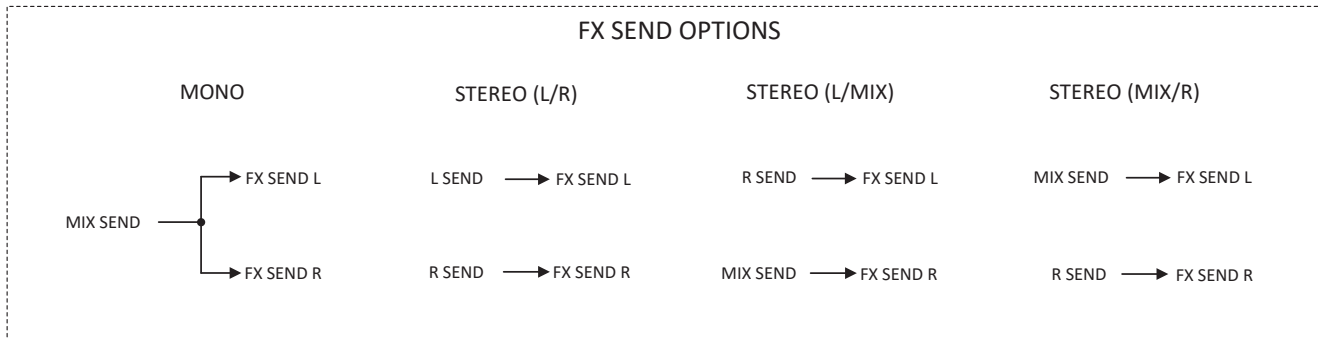 FX SEND OPTIONS
MONO
STEREO (L/R)
STEREO (L/MIX)
STEREO (MIX/R)
MIX SEND
FX SEND L
FX SEND R
L SEND
FX SEND L
R SEND
FX SEND R
R SEND
FX SEND L
MIX SEND
FX SEND R
MIX SEND
FX SEND L
R SEND
FX SEND R